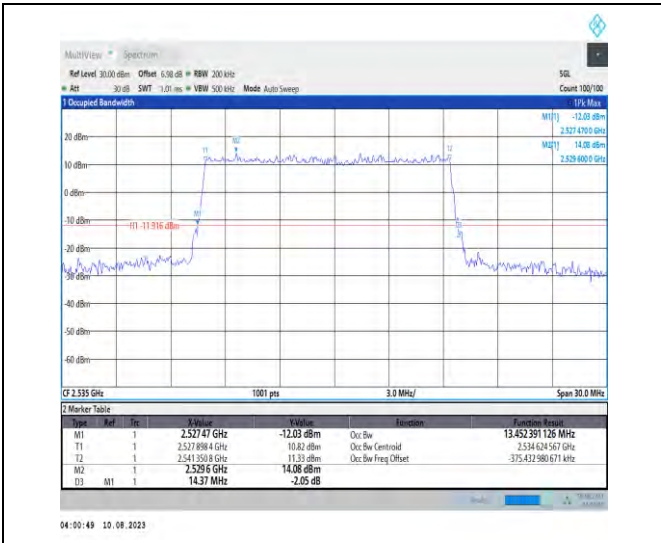 MultiView Spectrum
Ref Level 30.00 dBm Offset 6.98 dB RBW 200 kHz SGL
Att 30 dB SWT 1.01 ms VBW 500 kHz Mode Auto Sweep Count 100/100
1 Occupied Bandwidth 1Pk Max
M1[1] -12.03 dBm
2.527 470 0 GHz
M2[1] 14.08 dBm
2.529 600 0 GHz
20 dBm
T1 M2 T2
10 dBm
0 dBm
-10 dBm M1
H1 -11.916 dBm
-20 dBm
-30 dBm
-40 dBm
-50 dBm
-60 dBm
CF 2.535 GHz 1001 pts 3.0 MHz/ Span 30.0 MHz
2 Marker Table
Type Ref Trc X-Value Y-Value Function Function Result
M1 1 2.527 47 GHz -12.03 dBm Occ Bw 13.452 391 126 MHz
T1 1 2.527 898 4 GHz 10.82 dBm Occ Bw Centroid 2.534 624 567 GHz
T2 1 2.541 350 8 GHz 11.33 dBm Occ Bw Freq Offset -375.432 980 671 kHz
M2 1 2.529 6 GHz 14.08 dBm
D3 M1 1 14.37 MHz -2.05 dB
04:00:49 10.08.2023